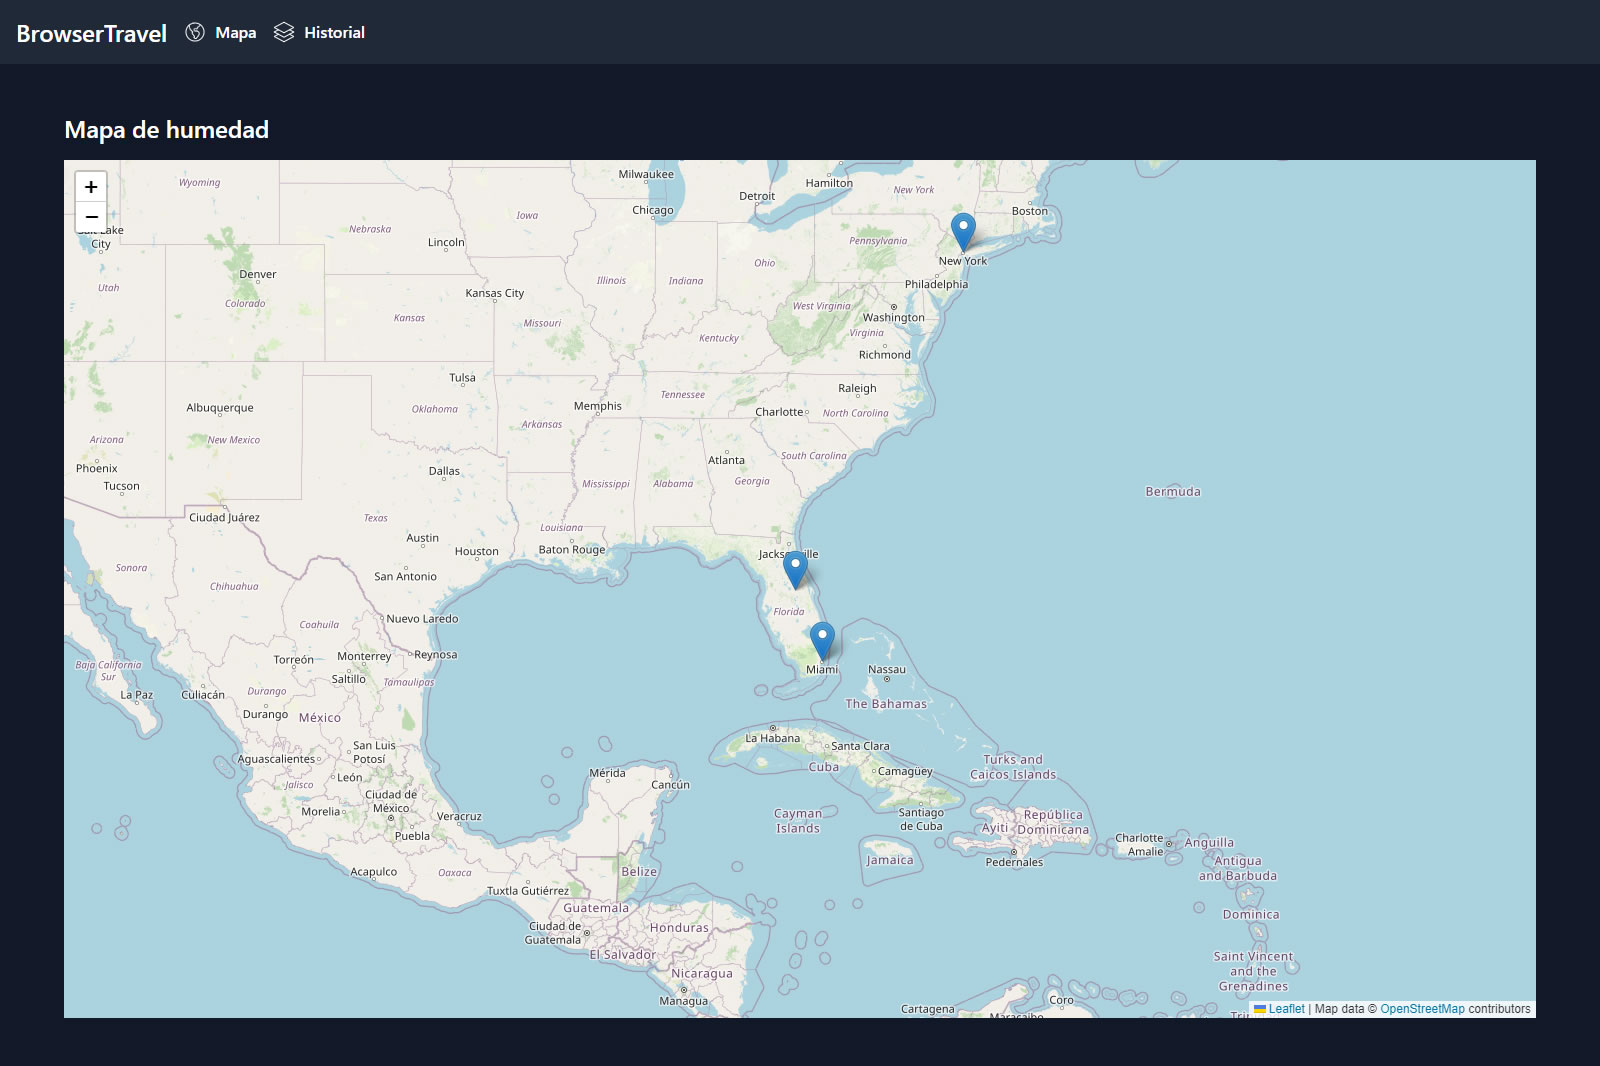 BrowserTravel
Mapa
Historial
Mapa de humedad
+
−
Wyoming
Milwaukee
Hamilton
Detroit
New York
Iowa
Chicago
Boston
Nebraska
Salt Lake
City
Lincoln
Pennsylvania
New York
Ohio
Denver
Illinois
Indiana
Philadelphia
Utah
Colorado
Kansas City
West Virginia
Washington
Kansas
Missouri
Kentucky
Virginia
Richmond
Tulsa
Raleigh
Tennessee
Albuquerque
Oklahoma
Memphis
Charlotte
North Carolina
Arkansas
Arizona
New Mexico
South Carolina
Atlanta
Phoenix
Dallas
Tucson
Mississippi
Alabama
Georgia
Bermuda
Ciudad Juárez
Texas
Louisiana
Austin
Houston
Baton Rouge
Jacksonville
Sonora
San Antonio
Chihuahua
Florida
Coahuila
Nuevo Laredo
Torreón
Monterrey
Reynosa
Baja California
Sur
Saltillo
Miami
Nassau
La Paz
Culiacán
Durango
Tamaulipas
The Bahamas
Durango
México
La Habana
Santa Clara
San Luis
Potosí
Aguascalientes
Cuba
Camagüey
Turks and
Caicos Islands
León
Mérida
Cancún
Jalisco
Ciudad de
México
Morelia
Veracruz
Cayman
Islands
Santiago
de Cuba
República
Dominicana
Ayiti
Puebla
Charlotte
Amalie
Anguilla
Jamaica
Pedernales
Antigua
and Barbuda
Acapulco
Oaxaca
Belize
Tuxtla Gutiérrez
Guatemala
Dominica
Ciudad de
Guatemala
Honduras
El Salvador
Saint Vincent
and the
Grenadines
Nicaragua
Managua
Cartagena
Coro
Maracaibo
Leaflet | Map data © OpenStreetMap contributors